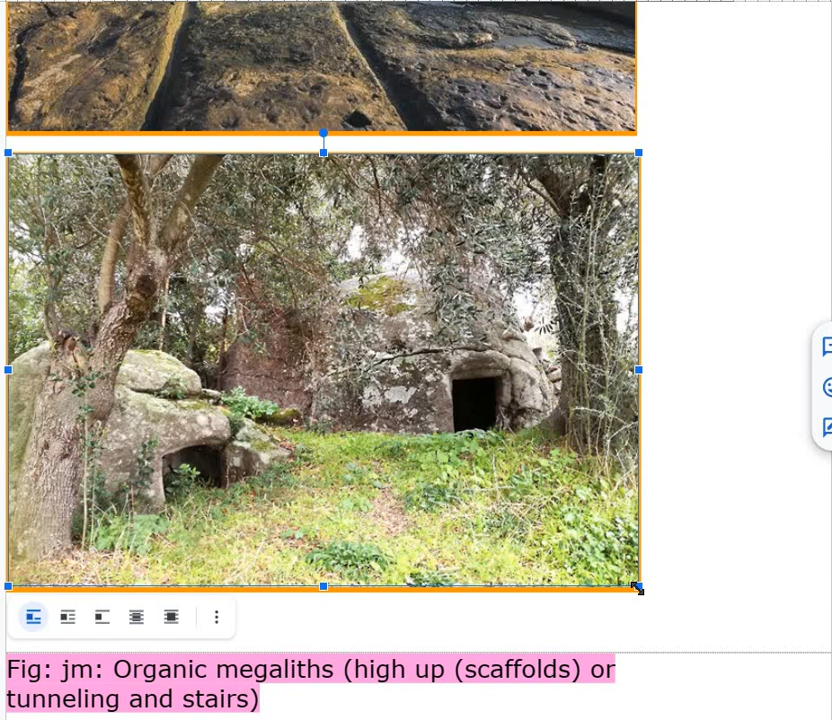 Fig: jm: Organic megaliths (high up (scaffolds) or
tunneling and stairs)